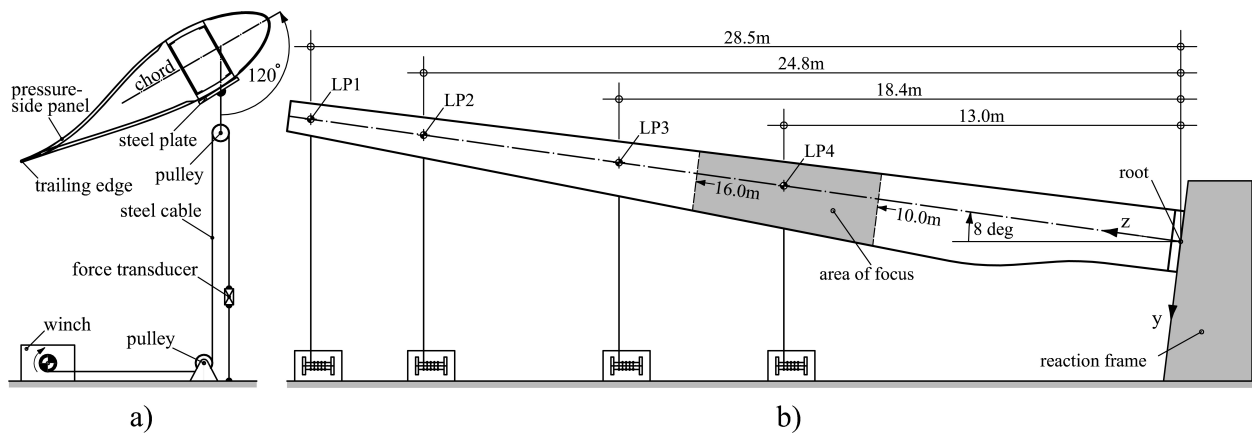 chord
120°
pressure-
side panel
steel plate
pulley
trailing edge
steel cable
force transducer
winch
pulley
a)
28.5m
24.8m
18.4m
13.0m
LP1
LP2
LP3
LP4
16.0m
10.0m
root
z
8 deg
area of focus
y
reaction frame
b)